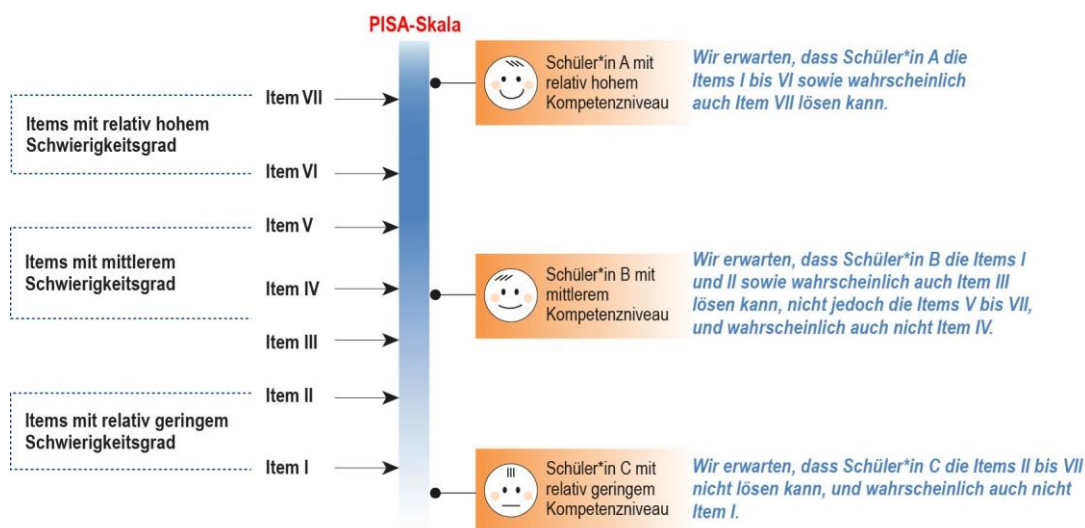 PISA-Skala
Item VII
Items mit relativ hohem
Schwierigkeitsgrad
Item VI
Item V
Items mit mittlerem
Schwierigkeitsgrad
Item IV
Item III
Item II
Items mit relativ geringem
Schwierigkeitsgrad
Item I
Schüler*in A mit
relativ hohem
Kompetenzniveau
Wir erwarten, dass Schüler*in A die
Items I bis VI sowie wahrscheinlich
auch Item VII lösen kann.
Schüler*in B mit
mittlerem
Kompetenzniveau
Wir erwarten, dass Schüler*in B die Items I
und II sowie wahrscheinlich auch Item III
lösen kann, nicht jedoch die Items V bis VII,
und wahrscheinlich auch nicht Item IV.
Schüler*in C mit
relativ geringem
Kompetenzniveau
Wir erwarten, dass Schüler*in C die Items II bis VII
nicht lösen kann, und wahrscheinlich auch nicht
Item I.